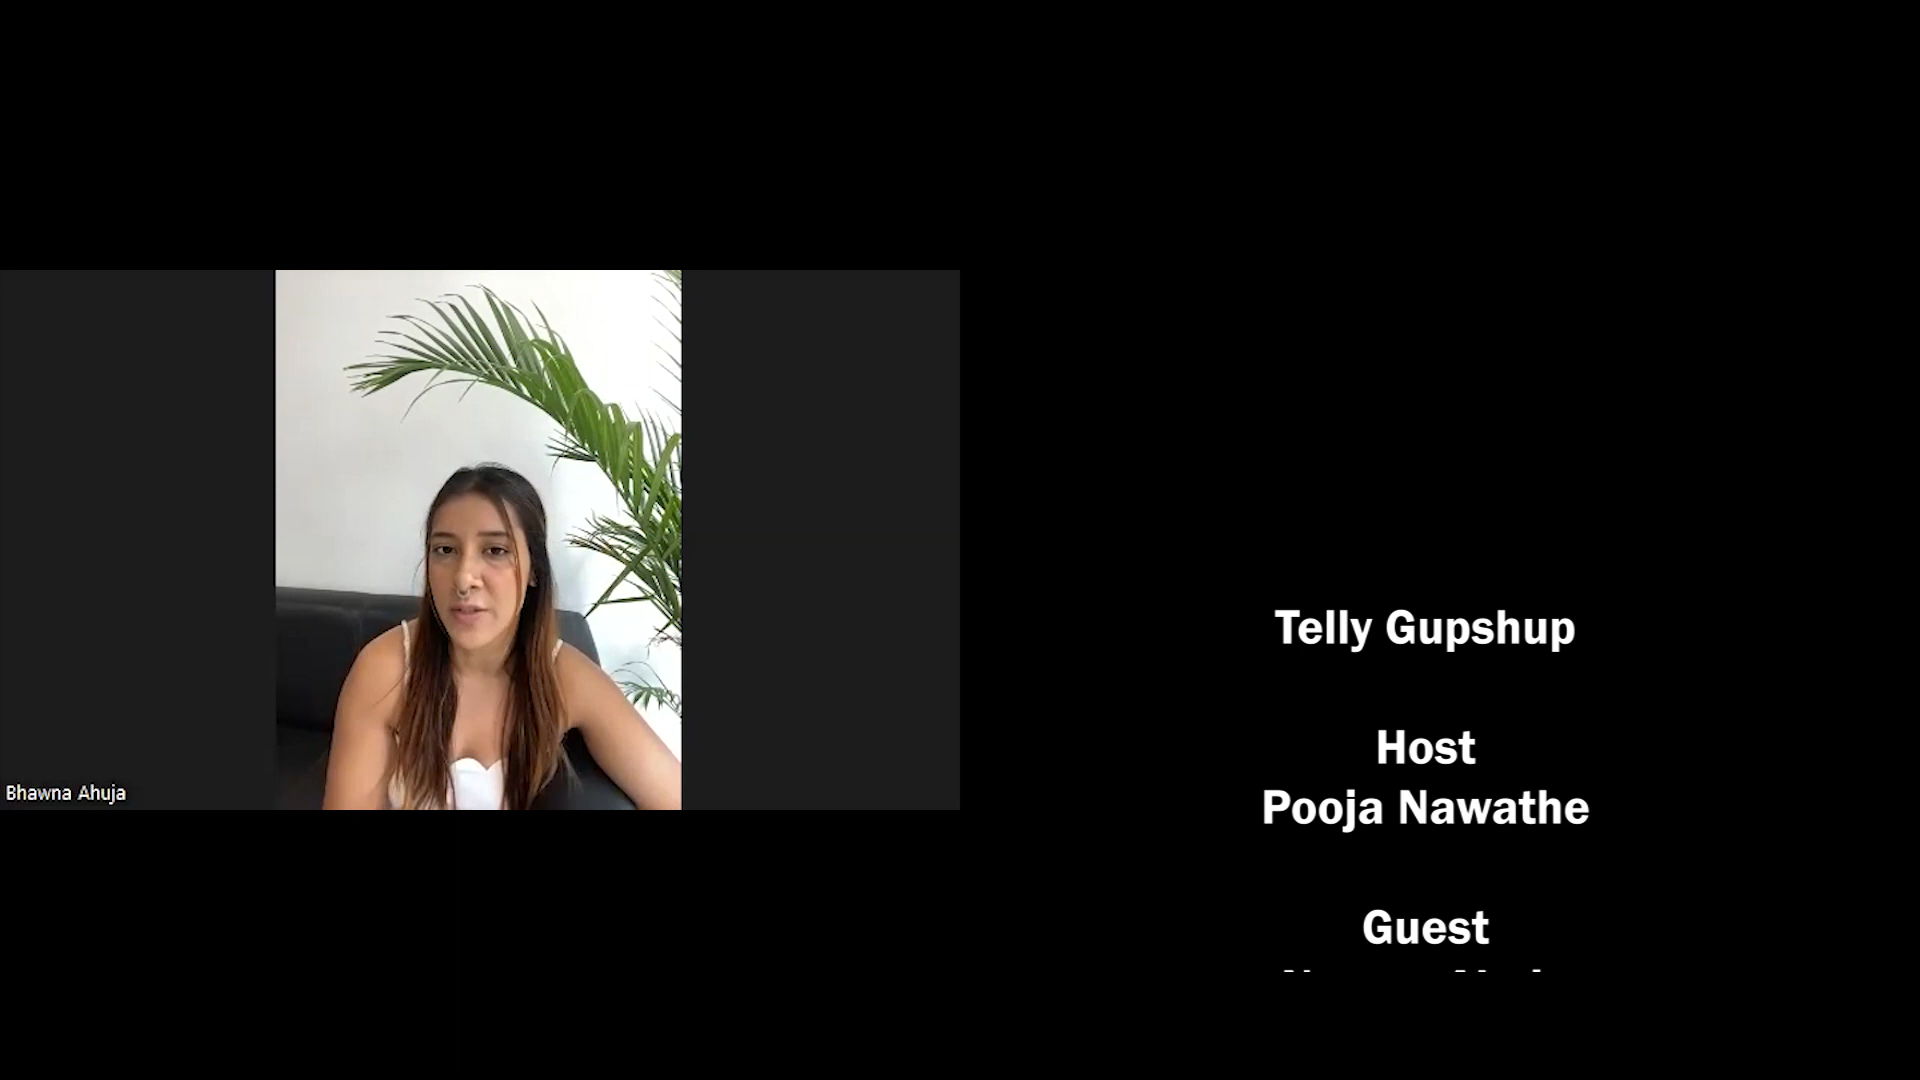 Bhawna Ahuja
Telly Gupshup
Host
Pooja Nawathe
Guest